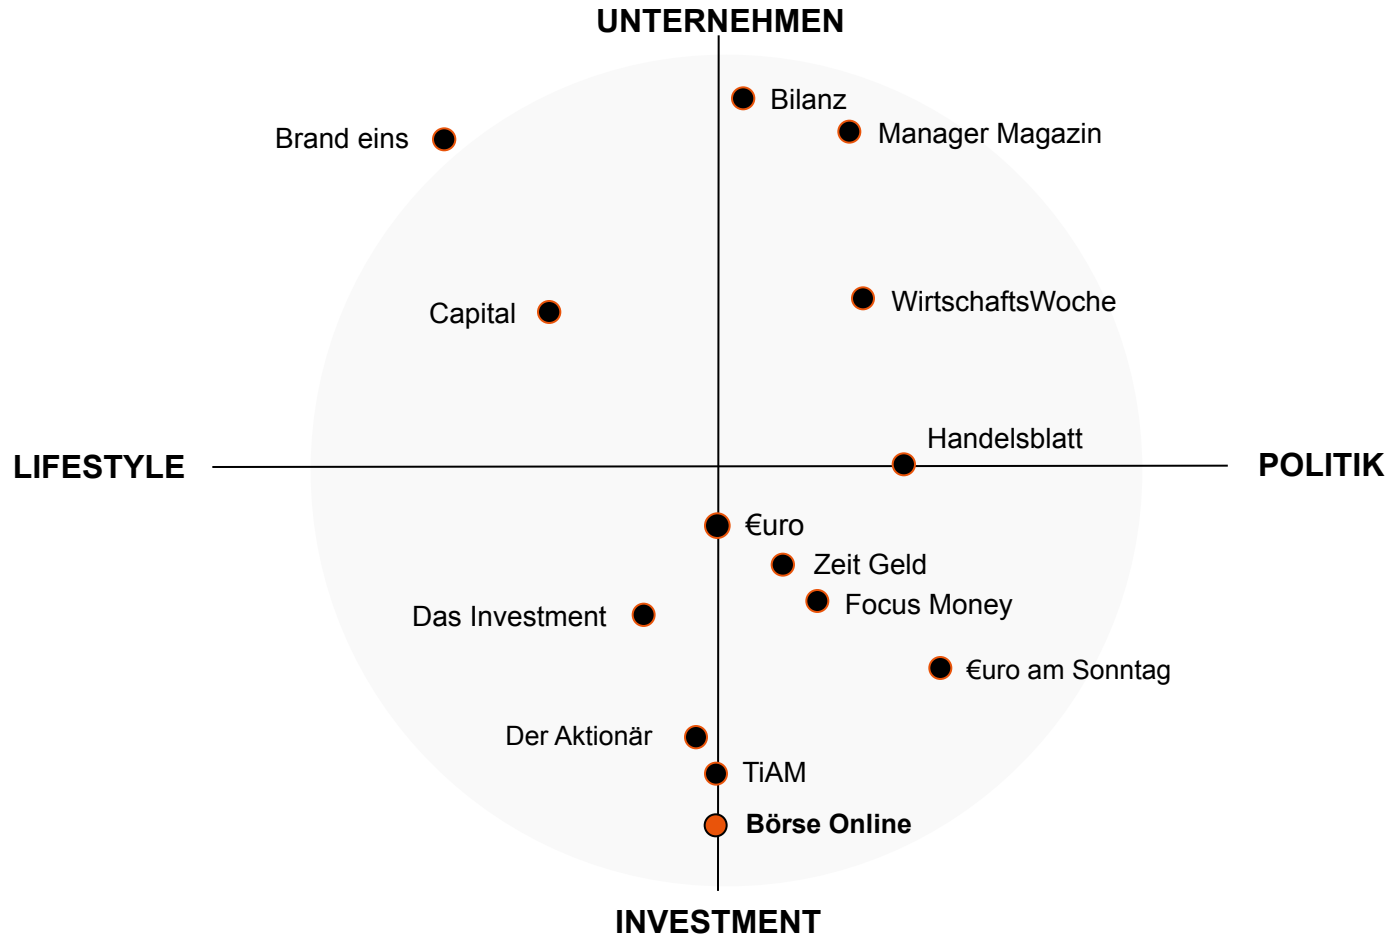 UNTERNEHMEN
Bilanz
Manager Magazin
Brand eins
WirtschaftsWoche
Capital
Handelsblatt
LIFESTYLE
POLITIK
€uro
Zeit Geld
Focus Money
Das Investment
€uro am Sonntag
Der Aktionär
TiAM
Börse Online
INVESTMENT